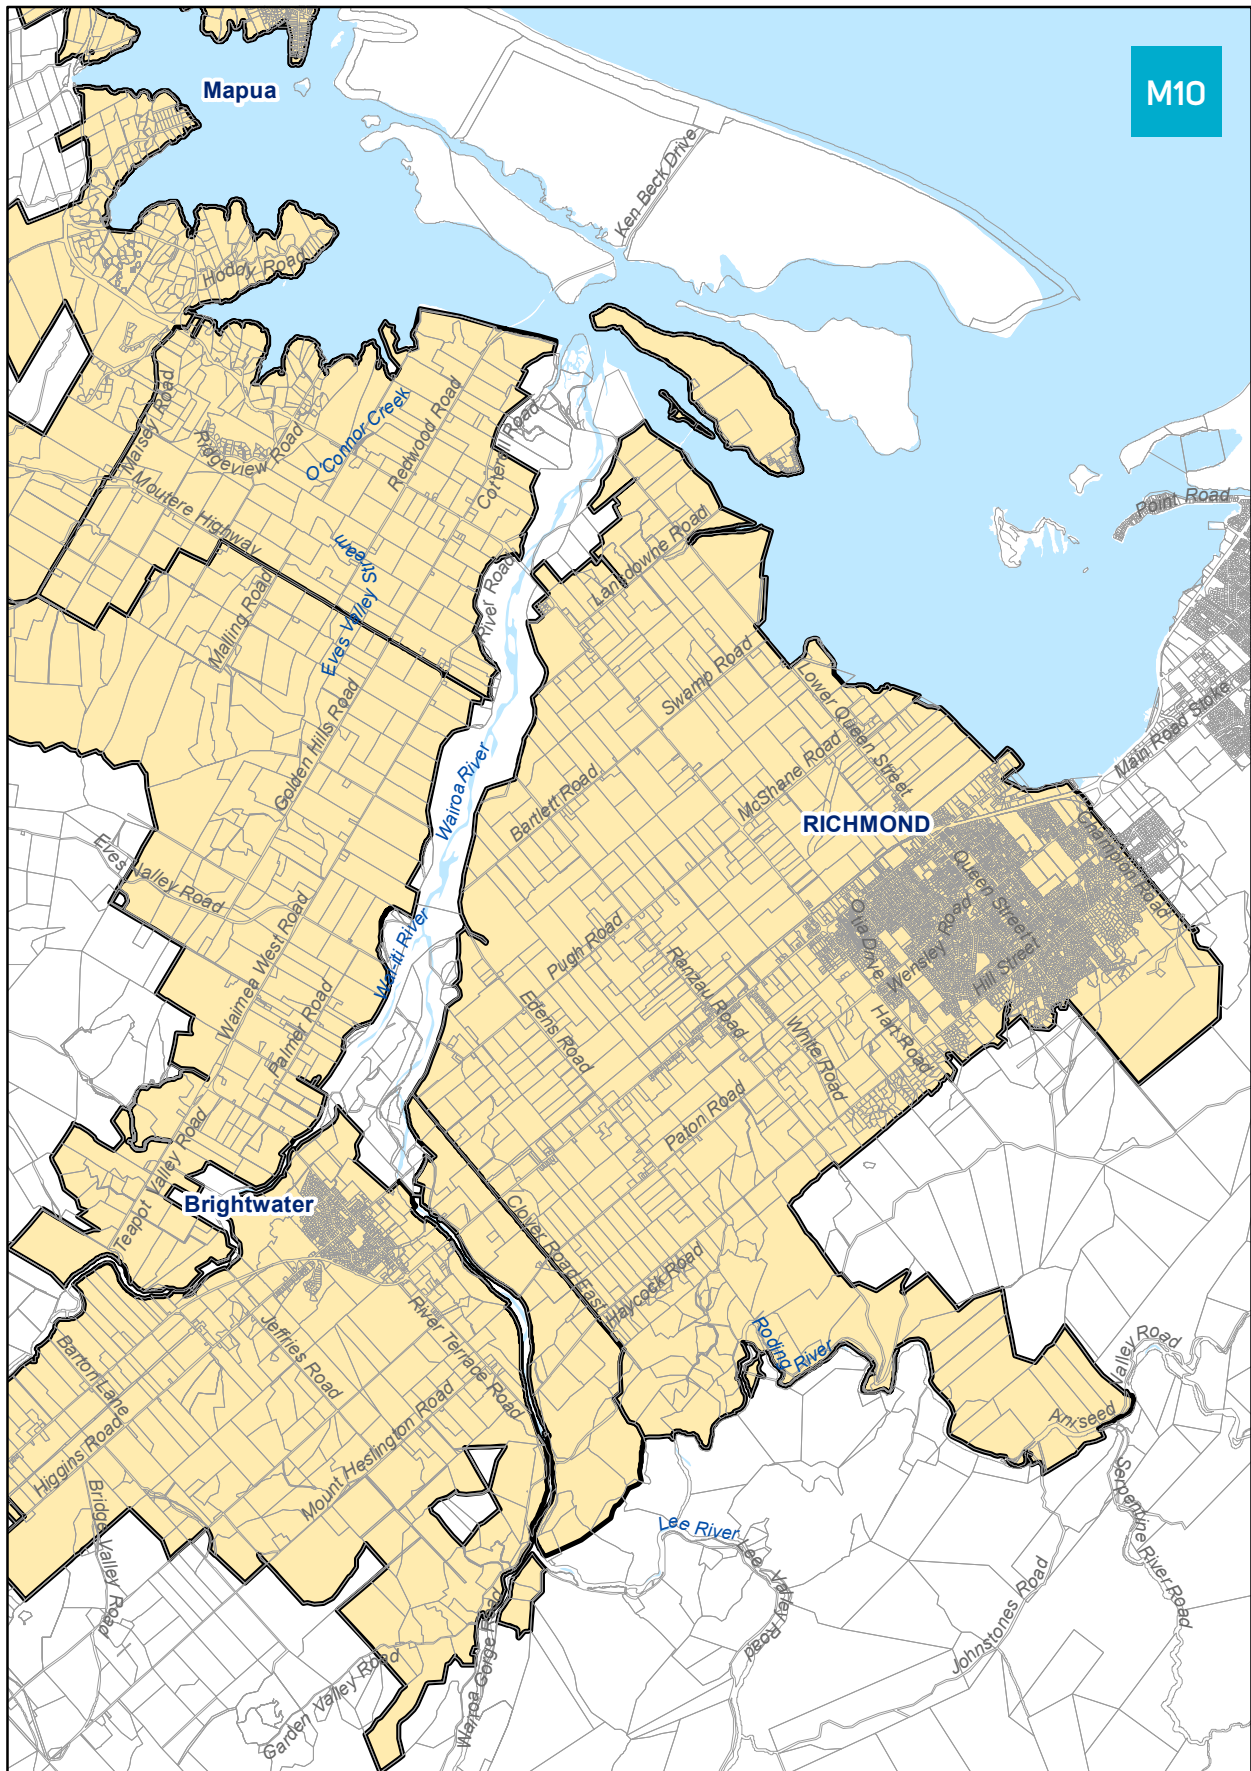 Mapua
M10
Ken Beck Drive
Hoddy Road
Marsey Road
Ridgeview Road
O'Connor Creek
Redwood Road
Cotterill Road
Moutere Highway
Point Road
Lansdowne Road
Eves Valley Stream
River Road
Malling Road
Swamp Road
Lower Queen Street
Main Road Stoke
Golden Hills Road
Wairoa River
Bartlett Road
McShane Road
RICHMOND
Champion Road
Eves Valley Road
Queen Street
Wensley Road
Hill Street
Waimea West Road
Wai-iti River
Pugh Road
Ranzau Road
Hart Road
Palmer Road
Edens Road
White Road
Paton Road
Teapot Valley Road
Brightwater
Clover Road East
Haycock Road
Roding River
Jeffries Road
River Terrace Road
Barton Lane
Higgins Road
Mount Heslington Road
Aniseed Valley Road
Bridge Valley Road
Lee River
Lee Valley Road
Serpentine River Road
Johnstones Road
Garden Valley Road
Wairoa Gorge Road